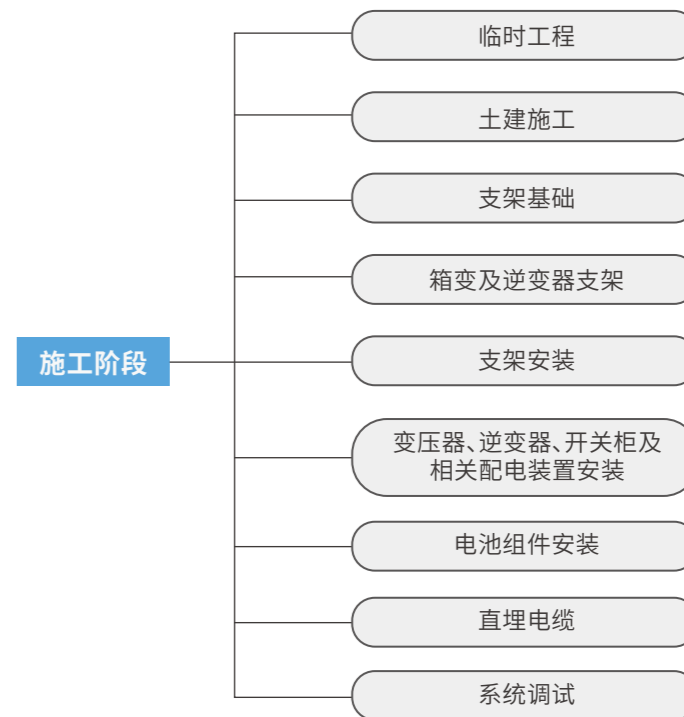 临时工程
土建施工
支架基础
箱变及逆变器支架
施工阶段
支架安装
变压器、逆变器、开关柜及
相关配电装置安装
电池组件安装
直埋电缆
系统调试